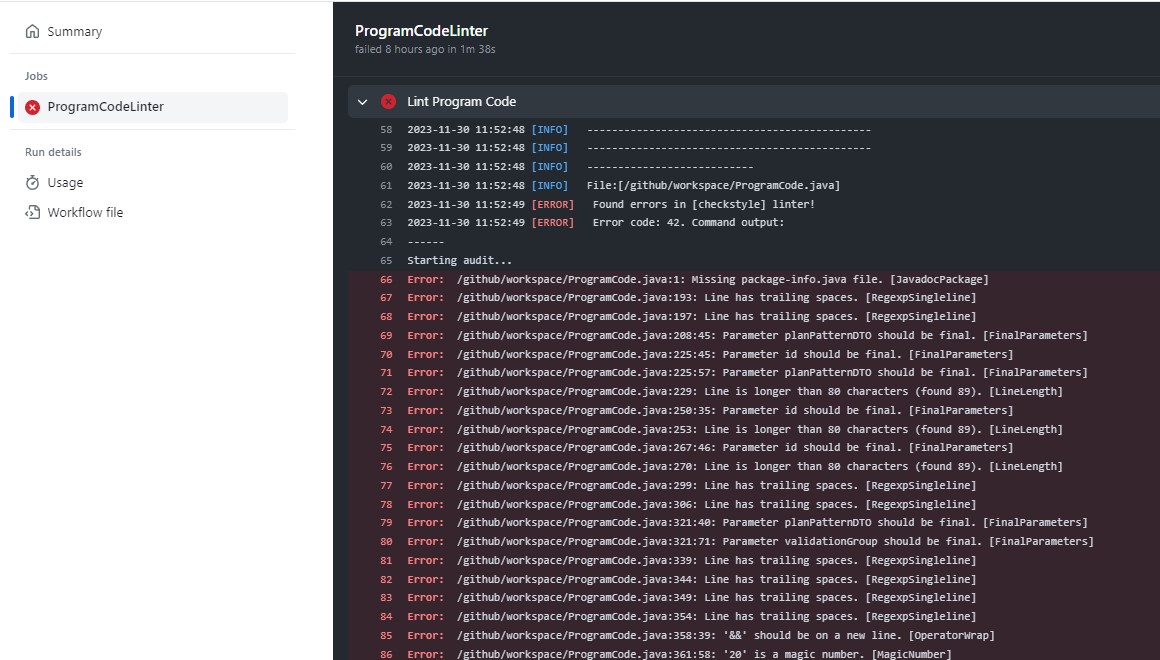 Summary
Jobs
ProgramCodeLinter
Run details
Usage
Workflow file
ProgramCodeLinter
failed 8 hours ago in 1m 38s
Lint Program Code
58 2023-11-30 11:52:48 [INFO] ----------------------------------------------
59 2023-11-30 11:52:48 [INFO] ----------------------------------------------
60 2023-11-30 11:52:48 [INFO] ---------------------------
61 2023-11-30 11:52:48 [INFO] File:[/github/workspace/ProgramCode.java]
62 2023-11-30 11:52:49 [ERROR] Found errors in [checkstyle] linter!
63 2023-11-30 11:52:49 [ERROR] Error code: 42. Command output:
64 ------
65 Starting audit...
66 Error: /github/workspace/ProgramCode.java:1: Missing package-info.java file. [JavadocPackage]
67 Error: /github/workspace/ProgramCode.java:193: Line has trailing spaces. [RegexpSingleline]
68 Error: /github/workspace/ProgramCode.java:197: Line has trailing spaces. [RegexpSingleline]
69 Error: /github/workspace/ProgramCode.java:208:45: Parameter planPatternDTO should be final. [FinalParameters]
70 Error: /github/workspace/ProgramCode.java:225:45: Parameter id should be final. [FinalParameters]
71 Error: /github/workspace/ProgramCode.java:225:57: Parameter planPatternDTO should be final. [FinalParameters]
72 Error: /github/workspace/ProgramCode.java:229: Line is longer than 80 characters (found 89). [LineLength]
73 Error: /github/workspace/ProgramCode.java:250:35: Parameter id should be final. [FinalParameters]
74 Error: /github/workspace/ProgramCode.java:253: Line is longer than 80 characters (found 89). [LineLength]
75 Error: /github/workspace/ProgramCode.java:267:46: Parameter id should be final. [FinalParameters]
76 Error: /github/workspace/ProgramCode.java:270: Line is longer than 80 characters (found 89). [LineLength]
77 Error: /github/workspace/ProgramCode.java:299: Line has trailing spaces. [RegexpSingleline]
78 Error: /github/workspace/ProgramCode.java:306: Line has trailing spaces. [RegexpSingleline]
79 Error: /github/workspace/ProgramCode.java:321:40: Parameter planPatternDTO should be final. [FinalParameters]
80 Error: /github/workspace/ProgramCode.java:321:71: Parameter validationGroup should be final. [FinalParameters]
81 Error: /github/workspace/ProgramCode.java:339: Line has trailing spaces. [RegexpSingleline]
82 Error: /github/workspace/ProgramCode.java:344: Line has trailing spaces. [RegexpSingleline]
83 Error: /github/workspace/ProgramCode.java:349: Line has trailing spaces. [RegexpSingleline]
84 Error: /github/workspace/ProgramCode.java:354: Line has trailing spaces. [RegexpSingleline]
85 Error: /github/workspace/ProgramCode.java:358:39: '&&' should be on a new line. [OperatorWrap]
86 Error: /github/workspace/ProgramCode.java:361:58: '20' is a magic number. [MagicNumber]